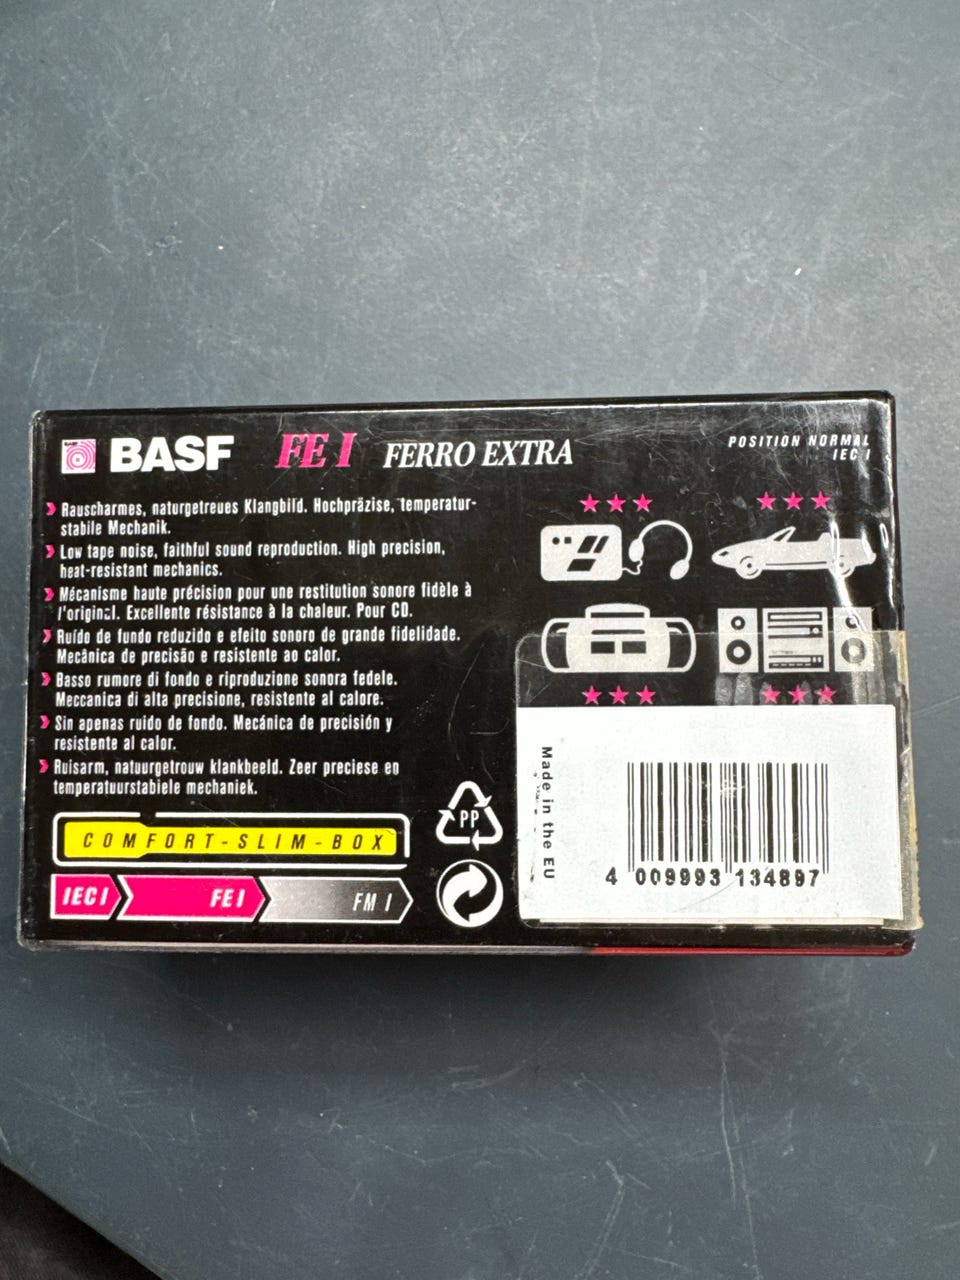 BASF FE I FERRO EXTRA
POSITION NORMAL
IEC I
Rauscharmes, naturgetreues Klangbild. Hochpräzise, temperatur-
stabile Mechanik.
Low tape noise, faithful sound reproduction. High precision,
heat-resistant mechanics.
Mécanisme haute précision pour une restitution sonore fidèle à
l'original. Excellente résistance à la chaleur. Pour CD.
Ruído de fundo reduzido e efeito sonoro de grande fidelidade.
Mecânica de precisão e resistente ao calor.
Basso rumore di fondo e riproduzione sonora fedele.
Meccanica di alta precisione, resistente al calore.
Sin apenas ruido de fondo. Mecánica de precisión y
resistente al calor.
Ruisarm, natuurgetrouw klankbeeld. Zeer preciese en
temperatuurstabiele mechaniek.
COMFORT-SLIM-BOX
IEC I FE I FM I
PP
Made in the EU
4 009993 134897